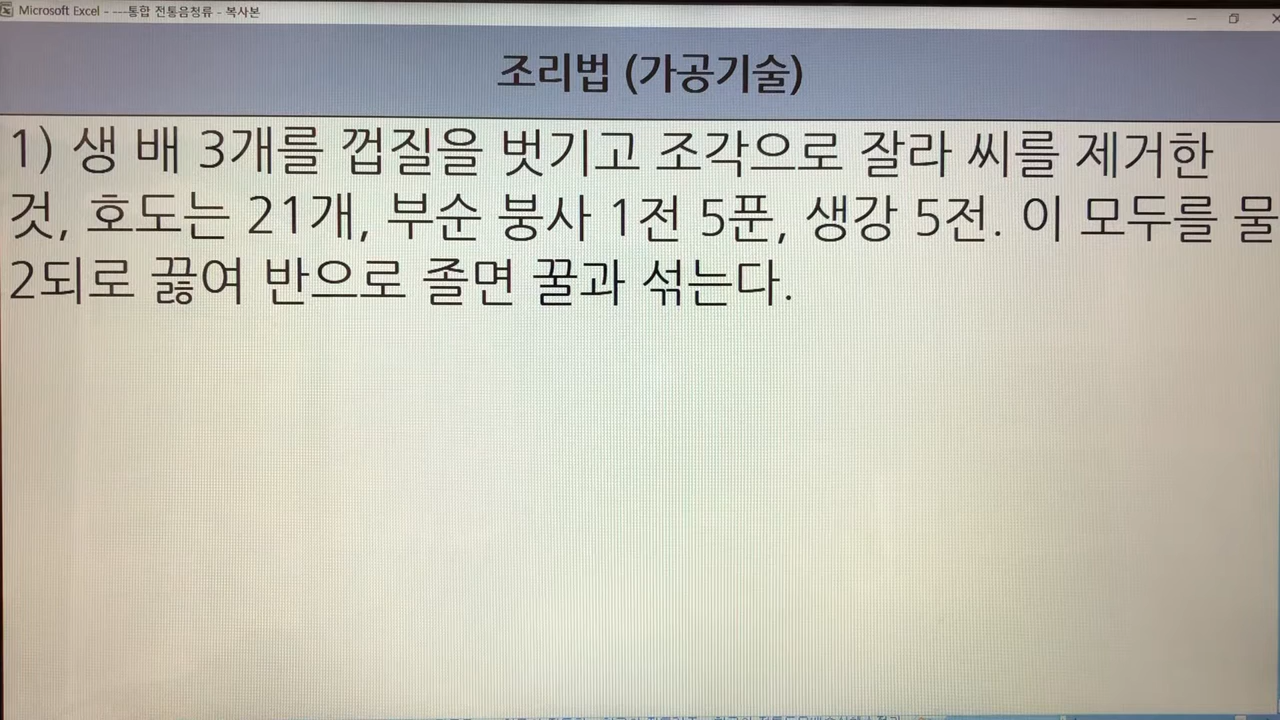 Microsoft Excel - ---통합 전통음청류 - 복사본
조리법 (가공기술)
1) 생 배 3개를 껍질을 벗기고 조각으로 잘라 씨를 제거한
것, 호도는 21개, 부순 붕사 1전 5푼, 생강 5전. 이 모두를 물
2되로 끓여 반으로 졸면 꿀과 섞는다.